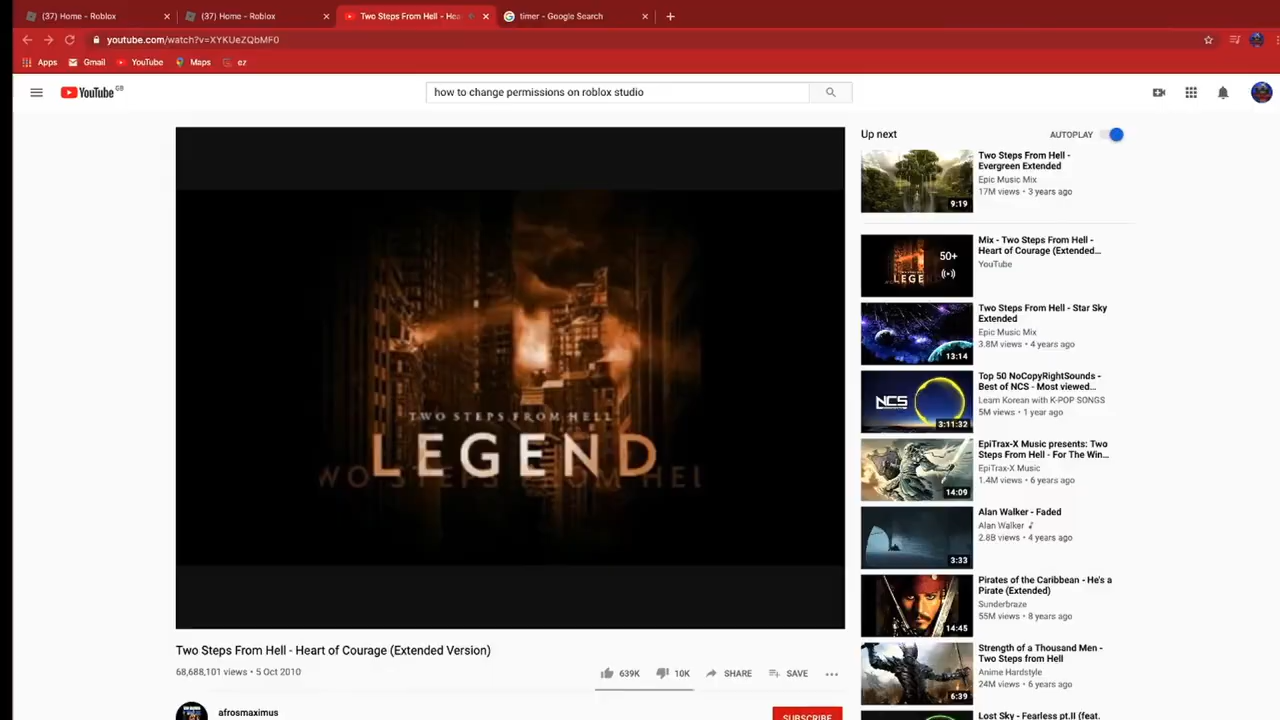 (37) Home - Roblox
(37) Home - Roblox
Two Steps From Hell - Hea
timer - Google Search
youtube.com/watch?v=XYKUeZQbMF0
Apps
Gmail
YouTube
Maps
ez
YouTube GB
how to change permissions on roblox studio
TWO STEPS FROM HELL
LEGEND
Two Steps From Hell - Heart of Courage (Extended Version)
68,688,101 views • 5 Oct 2010
639K
10K
SHARE
SAVE
afrosmaximus
SUBSCRIBE
Up next
AUTOPLAY
9:19
Two Steps From Hell -
Evergreen Extended
Epic Music Mix
17M views • 3 years ago
50+
Mix - Two Steps From Hell -
Heart of Courage (Extended...
YouTube
13:14
Two Steps From Hell - Star Sky
Extended
Epic Music Mix
3.8M views • 4 years ago
NCS
3:11:32
Top 50 NoCopyRightSounds -
Best of NCS - Most viewed...
Learn Korean with K-POP SONGS
5M views • 1 year ago
14:09
EpiTrax-X Music presents: Two
Steps From Hell - For The Win...
EpiTrax-X Music
1.4M views • 6 years ago
3:33
Alan Walker - Faded
Alan Walker
2.8B views • 4 years ago
14:45
Pirates of the Caribbean - He's a
Pirate (Extended)
Sunderbraze
55M views • 8 years ago
6:39
Strength of a Thousand Men -
Two Steps from Hell
Anime Hardstyle
24M views • 6 years ago
Lost Sky - Fearless pt.II (feat.